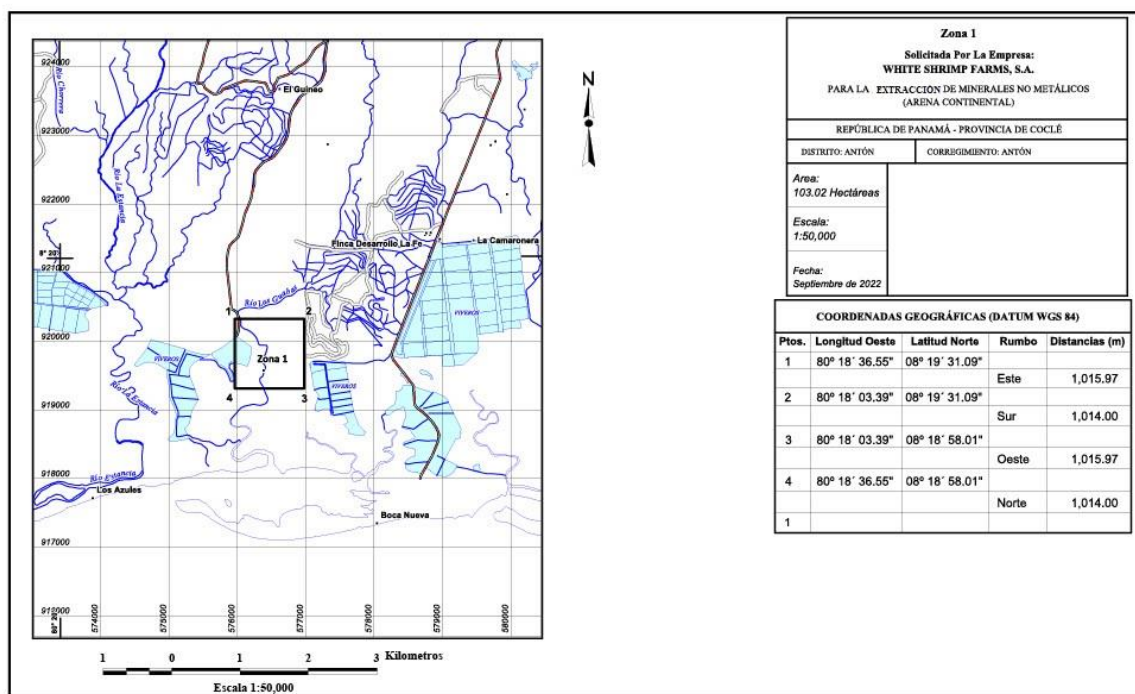 924000
923000
922000
921000
920000
919000
918000
917000
8° 20'
80° 20'
574000
575000
576000
577000
578000
579000
580000
Río Chorrera
El Guineo
Río La Estancia
Finca Desarrollo La Fe
La Camaronera
VIVEROS
1
2
Zona 1
VIVEROS
VIVEROS
4
3
Río La Estancia
Río Estancia
Los Azules
Boca Nueva
N
1 0 1 2 3 Kilometros
Escala 1:50,000
Zona 1
Solicitada Por La Empresa:
WHITE SHRIMP FARMS, S.A.
PARA LA EXTRACCIÓN DE MINERALES NO METÁLICOS
(ARENA CONTINENTAL)
REPÚBLICA DE PANAMÁ - PROVINCIA DE COCLÉ
DISTRITO: ANTÓN CORREGIMIENTO: ANTÓN
Area:
103.02 Hectáreas
Escala:
1:50,000
Fecha:
Septiembre de 2022
COORDENADAS GEOGRÁFICAS (DATUM WGS 84)
Ptos. Longitud Oeste Latitud Norte Rumbo Distancias (m)
1 80º 18´ 36.55" 08º 19´ 31.09"
Este 1,015.97
2 80º 18´ 03.39" 08º 19´ 31.09"
Sur 1,014.00
3 80º 18´ 03.39" 08º 18´ 58.01"
Oeste 1,015.97
4 80º 18´ 36.55" 08º 18´ 58.01"
Norte 1,014.00
1